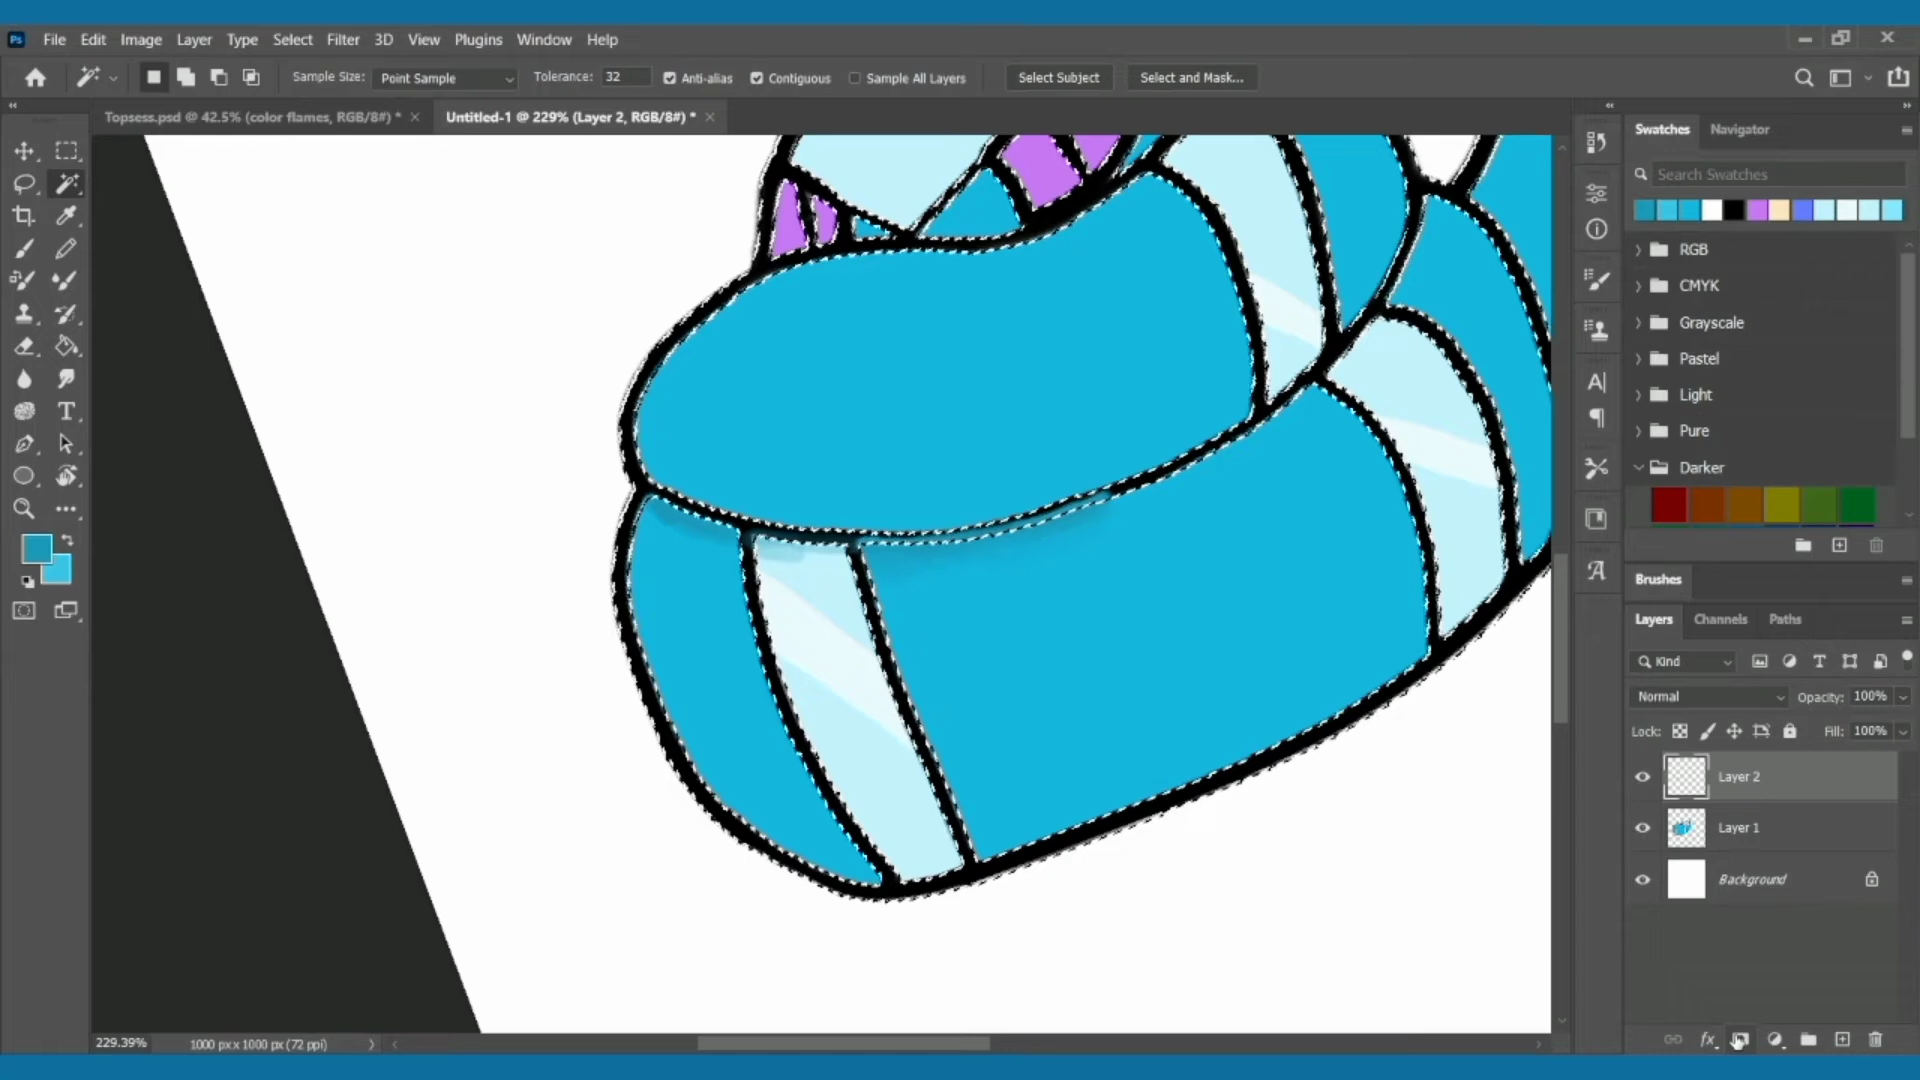 Ps File Edit Image Layer Type Select Filter 3D View Plugins Window Help
Sample Size: Point Sample Tolerance: 32 Anti-alias Contiguous Sample All Layers Select Subject Select and Mask...
Topsess.psd @ 42.5% (color flames, RGB/8#) * × Untitled-1 @ 229% (Layer 2, RGB/8#) * ×
Swatches Navigator
Search Swatches
RGB
CMYK
Grayscale
Pastel
Light
Pure
Darker
Brushes
Layers Channels Paths
Kind
Normal Opacity: 100%
Lock: Fill: 100%
Layer 2
Layer 1
Background
229.39% 1000 px x 1000 px (72 ppi)
fx